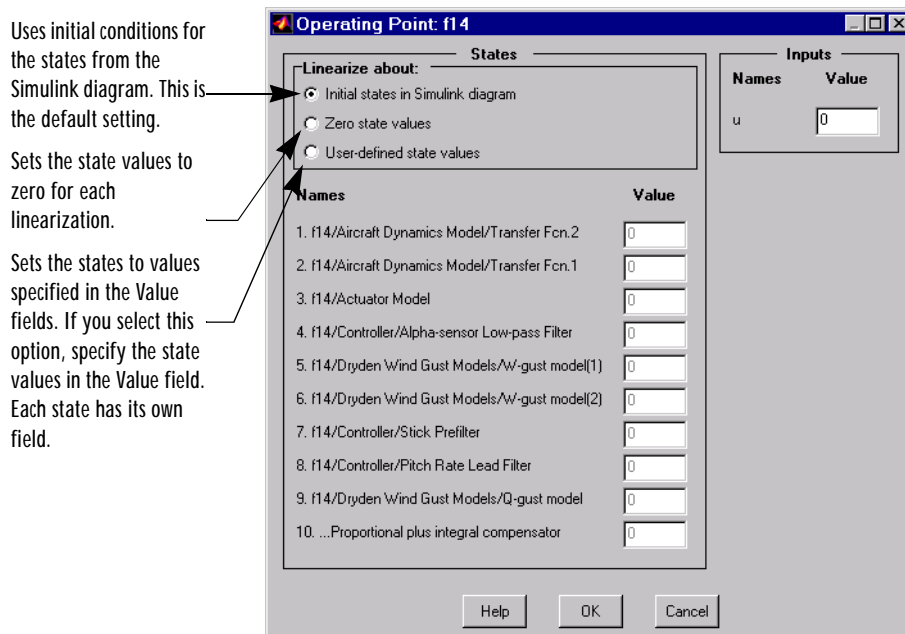 Uses initial conditions for
the states from the
Simulink diagram. This is
the default setting.
Sets the state values to
zero for each
linearization.
Sets the states to values
specified in the Value
fields. If you select this
option, specify the state
values in the Value field.
Each state has its own
field.
Operating Point: f14
States
Linearize about:
Initial states in Simulink diagram
Zero state values
User-defined state values
Names Value
1. f14/Aircraft Dynamics Model/Transfer Fcn.2 0
2. f14/Aircraft Dynamics Model/Transfer Fcn.1 0
3. f14/Actuator Model 0
4. f14/Controller/Alpha-sensor Low-pass Filter 0
5. f14/Dryden Wind Gust Models/W-gust model(1) 0
6. f14/Dryden Wind Gust Models/W-gust model(2) 0
7. f14/Controller/Stick Prefilter 0
8. f14/Controller/Pitch Rate Lead Filter 0
9. f14/Dryden Wind Gust Models/Q-gust model 0
10. ...Proportional plus integral compensator 0
Inputs
Names Value
u 0
Help OK Cancel